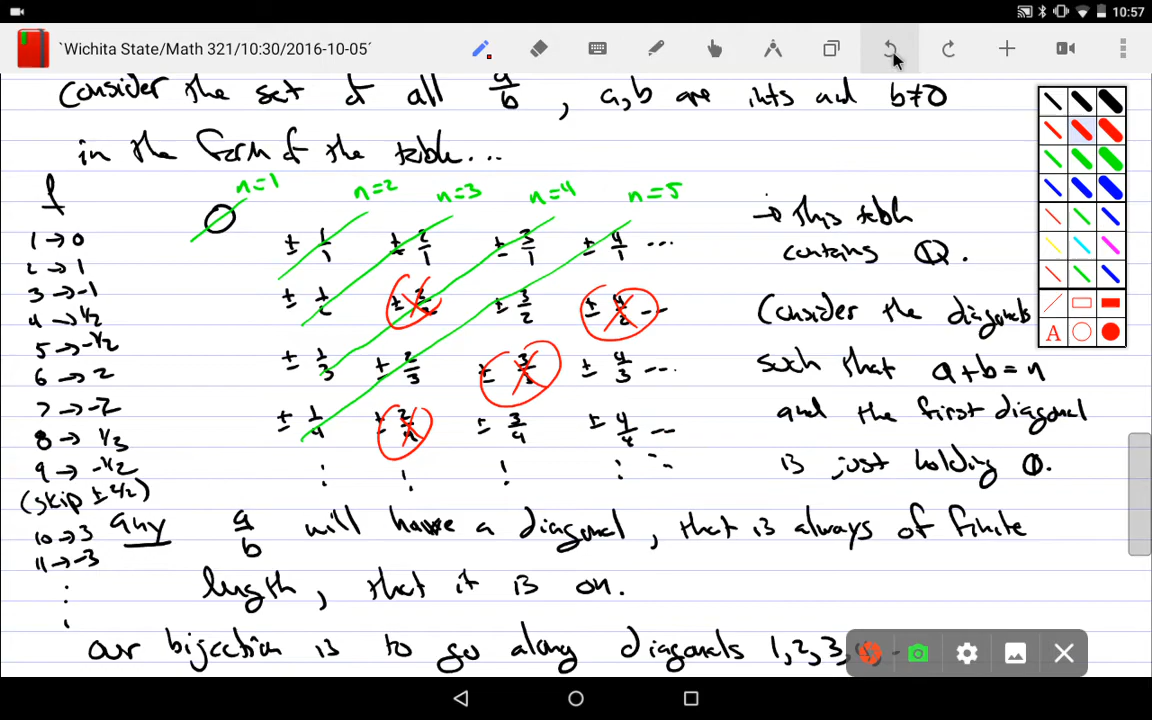 10:57
`Wichita State/Math 321/10:30/2016-10-05´
Consider the set of all a/b , a,b are ints and b≠0
in the form of the table...
f
n=1 n=2 n=3 n=4 n=5
0
1 → 0
2 → 1
3 → -1
4 → 1/2
5 → -1/2
6 → 2
7 → -2
8 → 1/3
9 → -1/2
(skip ± 2/2)
10 → 3
11 → -3
⋮
± 1/1 ± 2/1 ± 3/1 ± 4/1 ...
± 1/2 ± 2/2 ± 3/2 ± 4/2 ...
± 1/3 ± 2/3 ± 3/3 ± 4/3 ...
± 1/4 ± 2/4 ± 3/4 ± 4/4 ...
⋮ ⋮ ⋮ ⋮ ⋱
→ This table
contains Q.
Consider the diagonals
such that a+b=n
and the first diagonal
is just holding 0.
any a/b will have a diagonal, that is always of finite
length, that it is on.
our bijection is to go along diagonals 1,2,3,
A